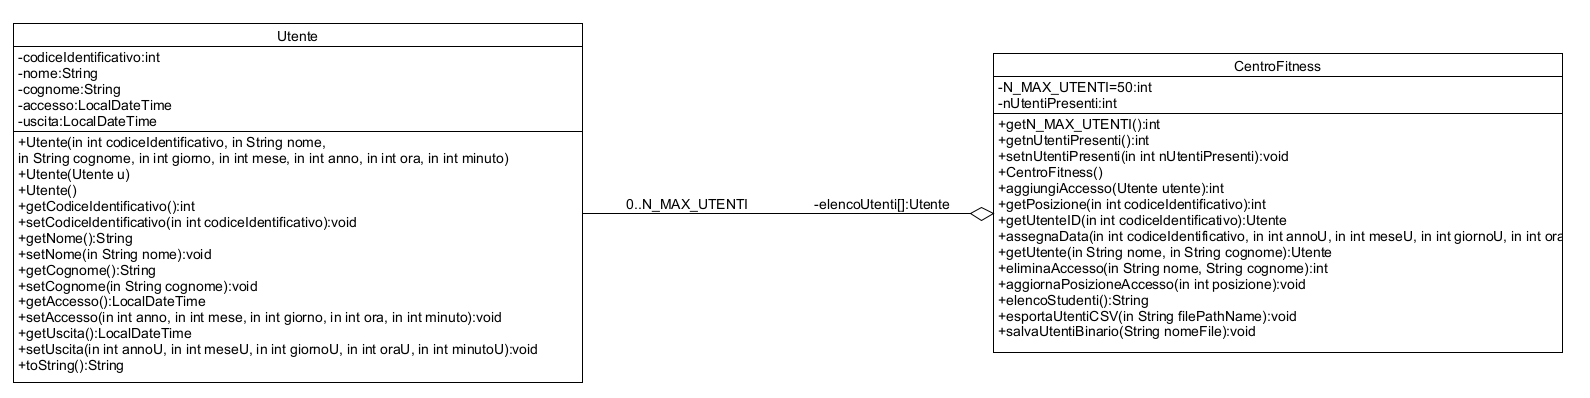 Utente
-codiceIdentificativo:int
-nome:String
-cognome:String
-accesso:LocalDateTime
-uscita:LocalDateTime
+Utente(in int codiceIdentificativo, in String nome,
in String cognome, in int giorno, in int mese, in int anno, in int ora, in int minuto)
+Utente(Utente u)
+Utente()
+getCodiceIdentificativo():int
+setCodiceIdentificativo(in int codiceIdentificativo):void
+getNome():String
+setNome(in String nome):void
+getCognome():String
+setCognome(in String cognome):void
+getAccesso():LocalDateTime
+setAccesso(in int anno, in int mese, in int giorno, in int ora, in int minuto):void
+getUscita():LocalDateTime
+setUscita(in int annoU, in int meseU, in int giornoU, in int oraU, in int minutoU):void
+toString():String
0..N_MAX_UTENTI
-elencoUtenti[]:Utente
CentroFitness
-N_MAX_UTENTI=50:int
-nUtentiPresenti:int
+getN_MAX_UTENTI():int
+getnUtentiPresenti():int
+setnUtentiPresenti(in int nUtentiPresenti):void
+CentroFitness()
+aggiungiAccesso(Utente utente):int
+getPosizione(in int codiceIdentificativo):int
+getUtenteID(in int codiceIdentificativo):Utente
+assegnaData(in int codiceIdentificativo, in int annoU, in int meseU, in int giornoU, in int ora
+getUtente(in String nome, in String cognome):Utente
+eliminaAccesso(in String nome, String cognome):int
+aggiornaPosizioneAccesso(in int posizione):void
+elencoStudenti():String
+esportaUtentiCSV(in String filePathName):void
+salvaUtentiBinario(String nomeFile):void